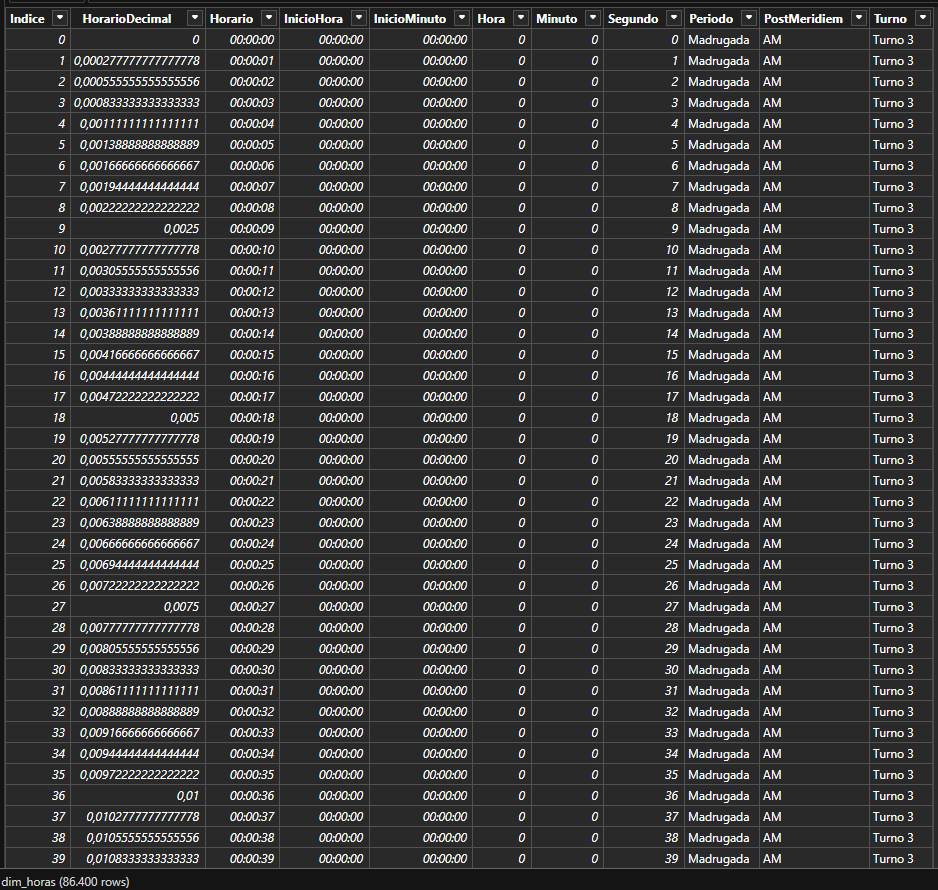 Indice HorarioDecimal Horario InicioHora InicioMinuto Hora Minuto Segundo Periodo PostMeridiem Turno
0 0 00:00:00 00:00:00 00:00:00 0 0 0 Madrugada AM Turno 3
1 0,000277777777777778 00:00:01 00:00:00 00:00:00 0 0 1 Madrugada AM Turno 3
2 0,000555555555555556 00:00:02 00:00:00 00:00:00 0 0 2 Madrugada AM Turno 3
3 0,000833333333333333 00:00:03 00:00:00 00:00:00 0 0 3 Madrugada AM Turno 3
4 0,00111111111111111 00:00:04 00:00:00 00:00:00 0 0 4 Madrugada AM Turno 3
5 0,00138888888888889 00:00:05 00:00:00 00:00:00 0 0 5 Madrugada AM Turno 3
6 0,00166666666666667 00:00:06 00:00:00 00:00:00 0 0 6 Madrugada AM Turno 3
7 0,00194444444444444 00:00:07 00:00:00 00:00:00 0 0 7 Madrugada AM Turno 3
8 0,00222222222222222 00:00:08 00:00:00 00:00:00 0 0 8 Madrugada AM Turno 3
9 0,0025 00:00:09 00:00:00 00:00:00 0 0 9 Madrugada AM Turno 3
10 0,00277777777777778 00:00:10 00:00:00 00:00:00 0 0 10 Madrugada AM Turno 3
11 0,00305555555555556 00:00:11 00:00:00 00:00:00 0 0 11 Madrugada AM Turno 3
12 0,00333333333333333 00:00:12 00:00:00 00:00:00 0 0 12 Madrugada AM Turno 3
13 0,00361111111111111 00:00:13 00:00:00 00:00:00 0 0 13 Madrugada AM Turno 3
14 0,00388888888888889 00:00:14 00:00:00 00:00:00 0 0 14 Madrugada AM Turno 3
15 0,00416666666666667 00:00:15 00:00:00 00:00:00 0 0 15 Madrugada AM Turno 3
16 0,00444444444444444 00:00:16 00:00:00 00:00:00 0 0 16 Madrugada AM Turno 3
17 0,00472222222222222 00:00:17 00:00:00 00:00:00 0 0 17 Madrugada AM Turno 3
18 0,005 00:00:18 00:00:00 00:00:00 0 0 18 Madrugada AM Turno 3
19 0,00527777777777778 00:00:19 00:00:00 00:00:00 0 0 19 Madrugada AM Turno 3
20 0,00555555555555555 00:00:20 00:00:00 00:00:00 0 0 20 Madrugada AM Turno 3
21 0,00583333333333333 00:00:21 00:00:00 00:00:00 0 0 21 Madrugada AM Turno 3
22 0,00611111111111111 00:00:22 00:00:00 00:00:00 0 0 22 Madrugada AM Turno 3
23 0,00638888888888889 00:00:23 00:00:00 00:00:00 0 0 23 Madrugada AM Turno 3
24 0,00666666666666667 00:00:24 00:00:00 00:00:00 0 0 24 Madrugada AM Turno 3
25 0,00694444444444444 00:00:25 00:00:00 00:00:00 0 0 25 Madrugada AM Turno 3
26 0,00722222222222222 00:00:26 00:00:00 00:00:00 0 0 26 Madrugada AM Turno 3
27 0,0075 00:00:27 00:00:00 00:00:00 0 0 27 Madrugada AM Turno 3
28 0,00777777777777778 00:00:28 00:00:00 00:00:00 0 0 28 Madrugada AM Turno 3
29 0,00805555555555556 00:00:29 00:00:00 00:00:00 0 0 29 Madrugada AM Turno 3
30 0,00833333333333333 00:00:30 00:00:00 00:00:00 0 0 30 Madrugada AM Turno 3
31 0,00861111111111111 00:00:31 00:00:00 00:00:00 0 0 31 Madrugada AM Turno 3
32 0,00888888888888889 00:00:32 00:00:00 00:00:00 0 0 32 Madrugada AM Turno 3
33 0,00916666666666667 00:00:33 00:00:00 00:00:00 0 0 33 Madrugada AM Turno 3
34 0,00944444444444444 00:00:34 00:00:00 00:00:00 0 0 34 Madrugada AM Turno 3
35 0,00972222222222222 00:00:35 00:00:00 00:00:00 0 0 35 Madrugada AM Turno 3
36 0,01 00:00:36 00:00:00 00:00:00 0 0 36 Madrugada AM Turno 3
37 0,0102777777777778 00:00:37 00:00:00 00:00:00 0 0 37 Madrugada AM Turno 3
38 0,0105555555555556 00:00:38 00:00:00 00:00:00 0 0 38 Madrugada AM Turno 3
39 0,0108333333333333 00:00:39 00:00:00 00:00:00 0 0 39 Madrugada AM Turno 3
dim_horas (86.400 rows)